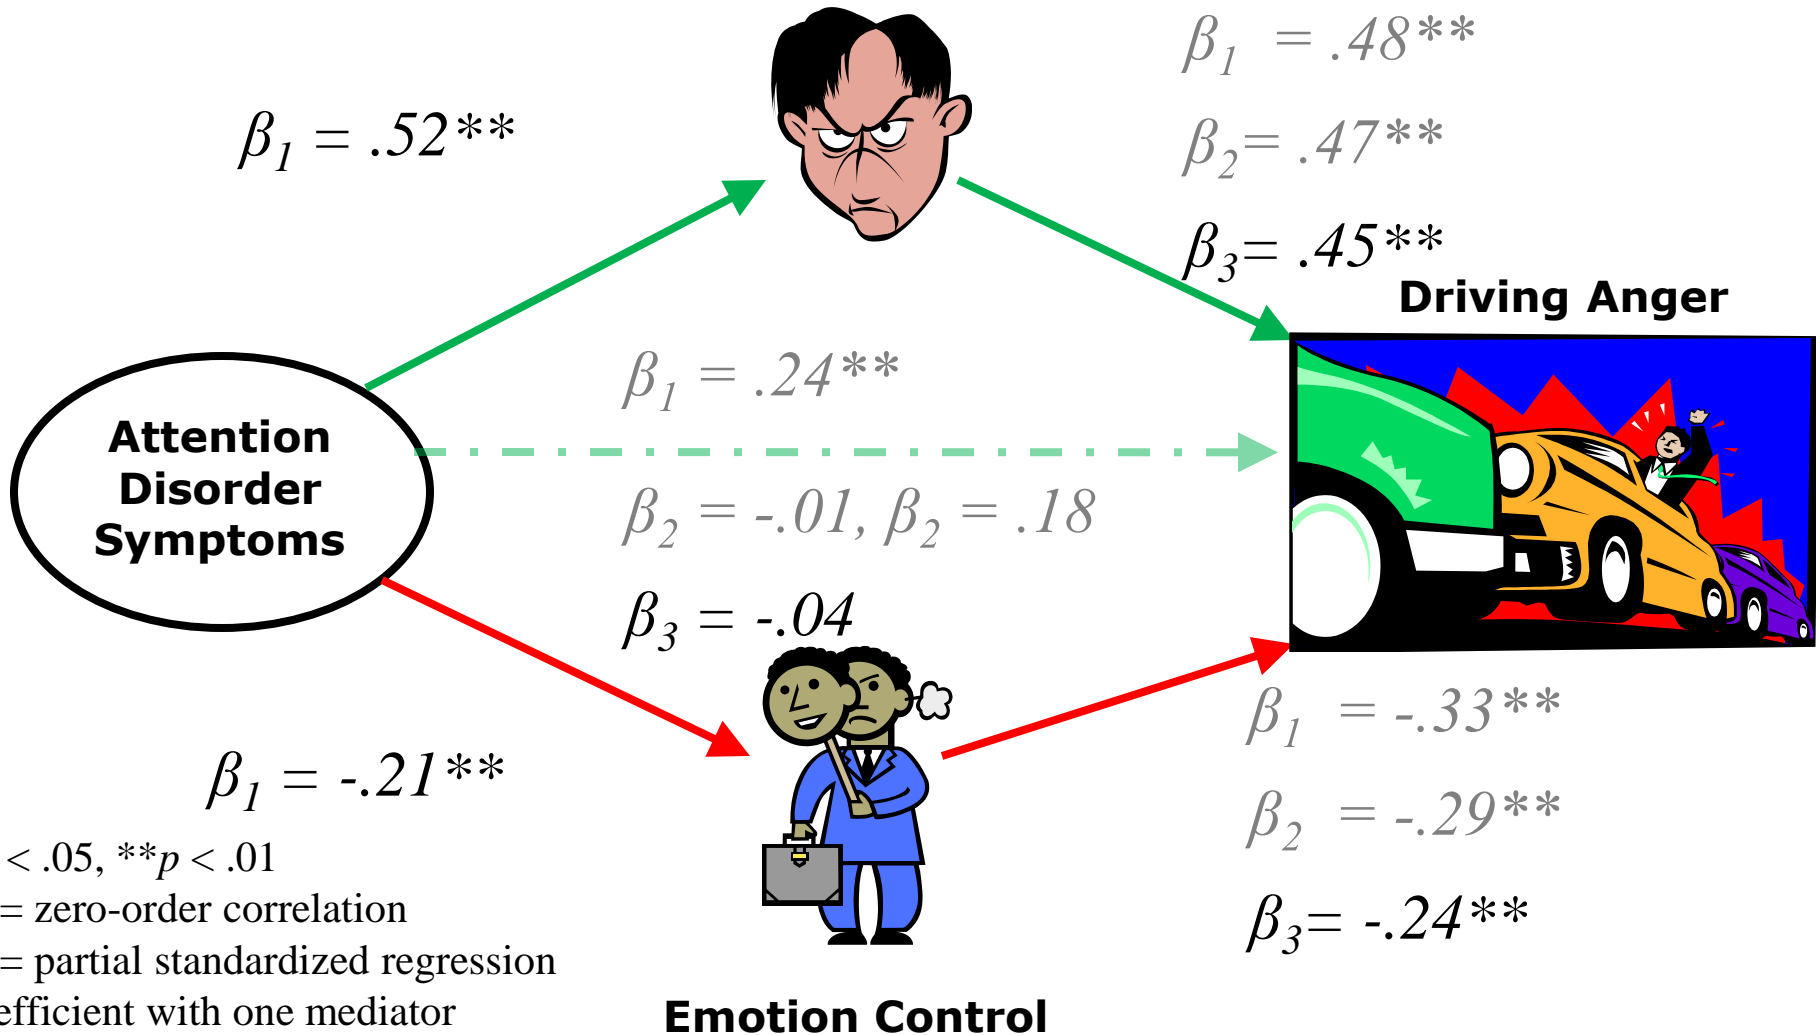 β1 = .48**
β1 = .52**
β2= .47**
β3= .45**
Driving Anger
β1 = .24**
Attention
Disorder
Symptoms
β2 = -.01, β2 = .18
β3 = -.04
β1 = -.33**
β1 = -.21**
β2 = -.29**
< .05, **p < .01
= zero-order correlation
β3= -.24**
= partial standardized regression
efficient with one mediator
Emotion Control